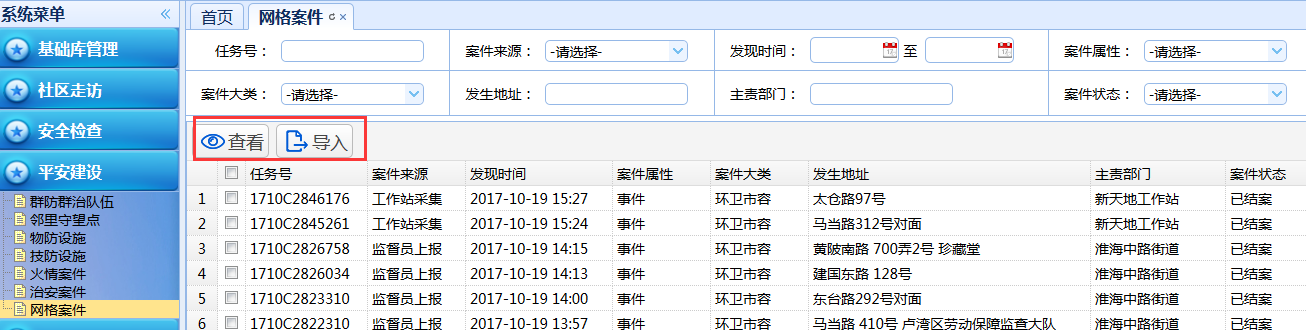 系统菜单
基础库管理
社区走访
安全检查
平安建设
群防群治队伍
邻里守望点
物防设施
技防设施
火情案件
治安案件
网格案件
首页 网格案件
任务号： 案件来源： -请选择- 发现时间： 至 案件属性： -请选择-
案件大类： -请选择- 发生地址： 主责部门： 案件状态： -请选择-
查看 导入
任务号 案件来源 发现时间 案件属性 案件大类 发生地址 主责部门 案件状态
1 1710C2846176 工作站采集 2017-10-19 15:27 事件 环卫市容 太仓路97号 新天地工作站 已结案
2 1710C2845261 工作站采集 2017-10-19 15:24 事件 环卫市容 马当路312号对面 新天地工作站 已结案
3 1710C2826758 监督员上报 2017-10-19 14:15 事件 环卫市容 黄陂南路 700弄2号 珍藏堂 淮海中路街道 已结案
4 1710C2826034 监督员上报 2017-10-19 14:13 事件 环卫市容 建国东路 128号 淮海中路街道 已结案
5 1710C2823310 监督员上报 2017-10-19 14:00 事件 环卫市容 东台路292号对面 淮海中路街道 已结案
6 1710C2822310 监督员上报 2017-10-19 13:57 事件 环卫市容 马当路 410号 卢湾区劳动保障监查大队 淮海中路街道 已结案